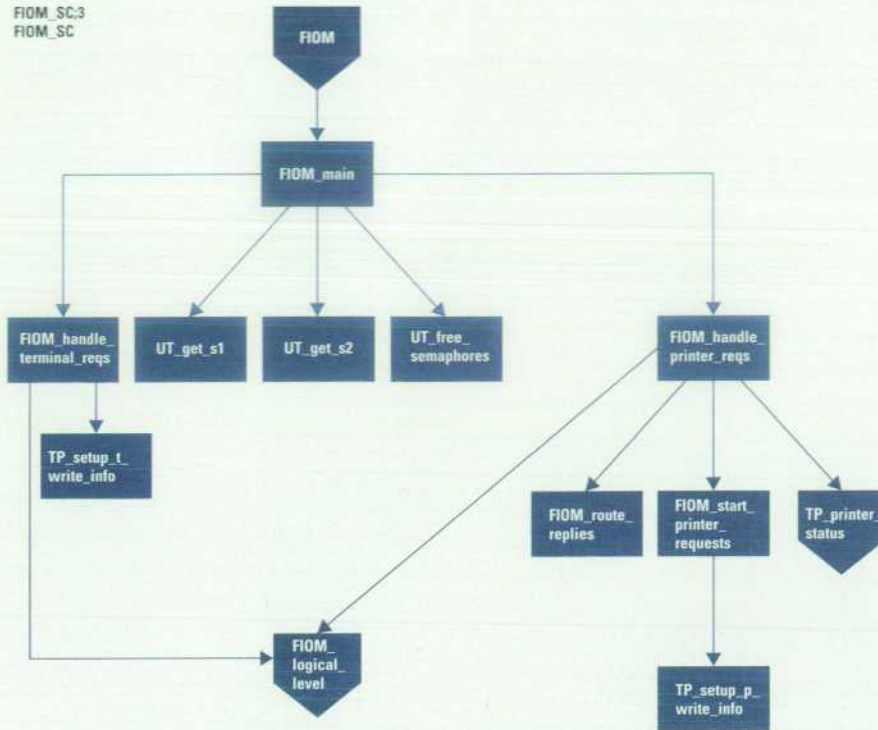 FIOM_SC;3
FIOM_SC
FIOM
FIOM_main
FIOM_handle_
terminal_reqs
UT_get_s1
UT_get_s2
UT_free_
semaphores
FIOM_handle_
printer_reqs
TP_setup_t_
write_info
FIOM_route_
replies
FIOM_start_
printer_
requests
TP_printer_
status
FIOM_
logical_
level
TP_setup_p_
write_info